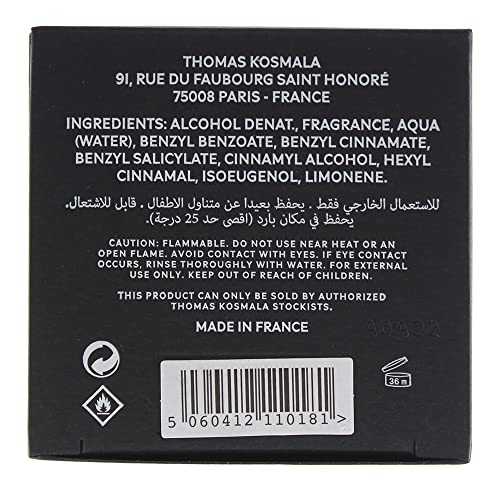 THOMAS KOSMALA
91, RUE DU FAUBOURG SAINT HONORÉ
75008 PARIS - FRANCE
INGREDIENTS: ALCOHOL DENAT., FRAGRANCE, AQUA
(WATER), BENZYL BENZOATE, BENZYL CINNAMATE,
BENZYL SALICYLATE, CINNAMYL ALCOHOL, HEXYL
CINNAMAL, ISOEUGENOL, LIMONENE.
للاستعمال الخارجي فقط . يحفظ بعيدا عن متناول الاطفال . قابل للاشتعال.
يحفظ في مكان بارد (اقصى حد 25 درجة).
CAUTION: FLAMMABLE. DO NOT USE NEAR HEAT OR AN
OPEN FLAME. AVOID CONTACT WITH EYES. IF EYE CONTACT
OCCURS, RINSE THOROUGHLY WITH WATER. FOR EXTERNAL
USE ONLY. KEEP OUT OF REACH OF CHILDREN.
THIS PRODUCT CAN ONLY BE SOLD BY AUTHORIZED
THOMAS KOSMALA STOCKISTS.
MADE IN FRANCE
36 m
5 060412 110181 >